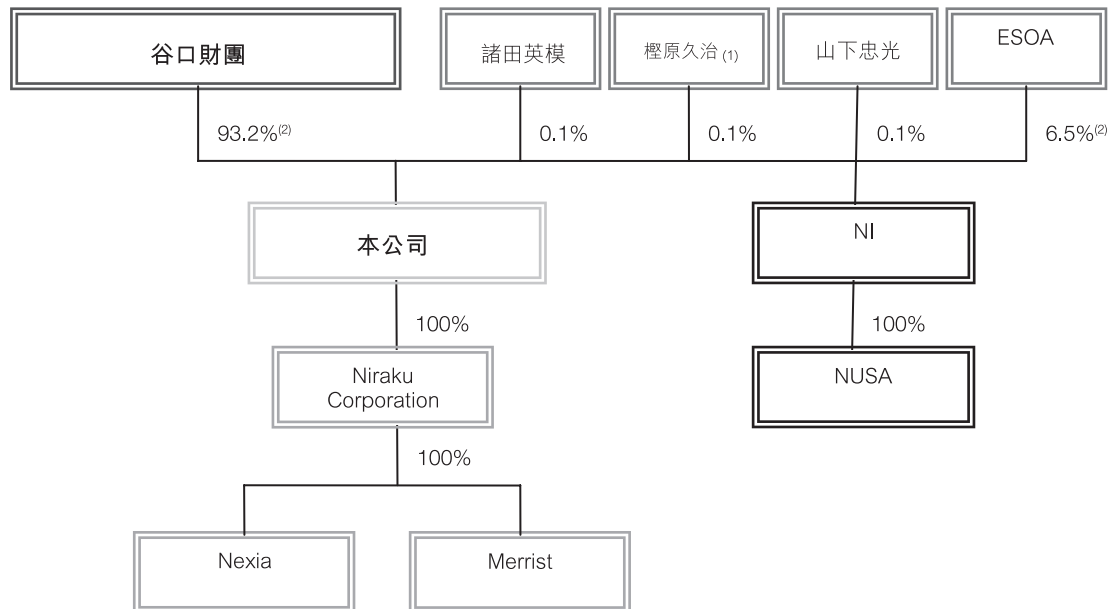 谷口財團
諸田英模
樫原久治 (1)
山下忠光
ESOA
93.2%(2)
0.1%
0.1%
0.1%
6.5%(2)
本公司
NI
100%
100%
Niraku
Corporation
NUSA
100%
Nexia
Merrist